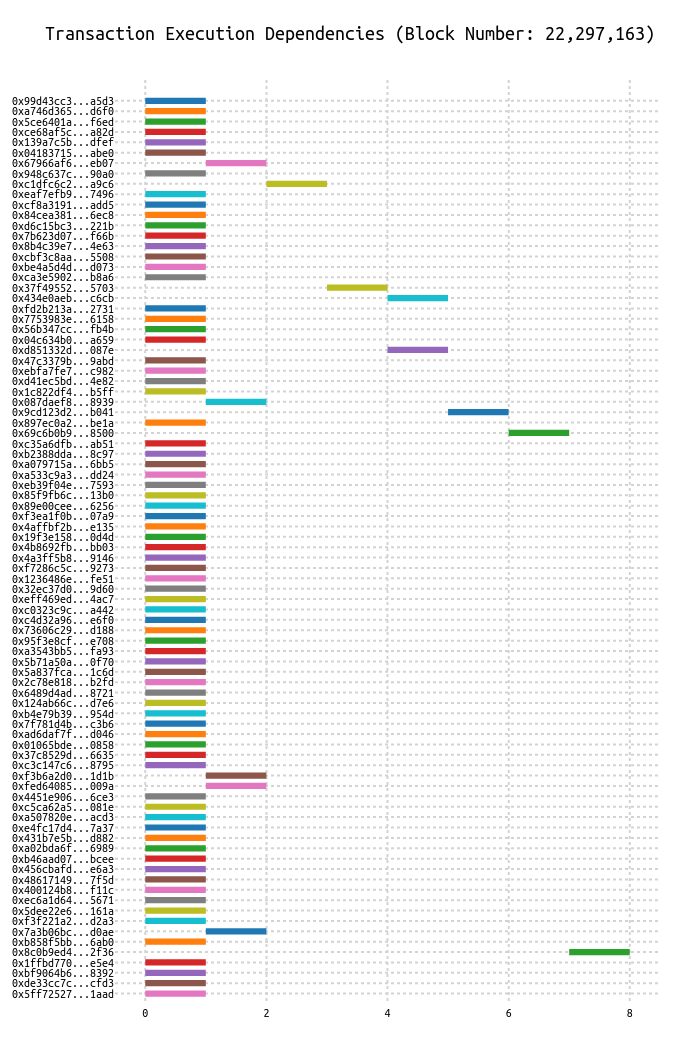 Transaction Execution Dependencies (Block Number: 22,297,163)
0x99d43cc3...a5d3
0xa746d365...d6f0
0x5ce6401a...f6ed
0xce68af5c...a82d
0x139a7c5b...dfef
0x04183715...abe0
0x67966af6...eb07
0x948c637c...90a0
0xc1dfc6c2...a9c6
0xeaf7efb9...7496
0xcf8a3191...add5
0x84cea381...6ec8
0xd6c15bc3...221b
0x7b623d07...f66b
0x8b4c39e7...4e63
0xcbf3c8aa...5508
0xbe4a5d4d...d073
0xca3e5902...b8a6
0x37f49552...5703
0x434e0aeb...c6cb
0xfd2b213a...2731
0x7753983e...6158
0x56b347cc...fb4b
0x04c634b0...a659
0xd851332d...087e
0x47c3379b...9abd
0xebfa7fe7...c982
0xd41ec5bd...4e82
0x1c822df4...b5ff
0x087daef8...8939
0x9cd123d2...b041
0x897ec0a2...be1a
0x69c6b0b9...8500
0xc35a6dfb...ab51
0xb2388dda...8c97
0xa079715a...6bb5
0xa533c9a3...dd24
0xeb39f04e...7593
0x85f9fb6c...13b0
0x89e00cee...6256
0xf3ea1f0b...07a9
0x4affbf2b...e135
0x19f3e158...0d4d
0x4b8692fb...bb03
0x4a3ff5b8...9146
0xf7286c5c...9273
0x1236486e...fe51
0x32ec37d0...9d60
0xeff469ed...4ac7
0xc0323c9c...a442
0xc4d32a96...e6f0
0x73606c29...d188
0x95f3e8cf...e708
0xa3543bb5...fa93
0x5b71a50a...0f70
0x5a837fca...1c6d
0x2c78e818...b2fd
0x6489d4ad...8721
0x124ab66c...d7e6
0xb4e79b39...954d
0x7f781d4b...c3b6
0xad6daf7f...d046
0x01065bde...0858
0x37c8529d...6635
0xc3c147c6...8795
0xf3b6a2d0...1d1b
0xfed64085...009a
0x4451e906...6ce3
0xc5ca62a5...081e
0xa507820e...acd3
0xe4fc17d4...7a37
0x431b7e5b...d882
0xa02bda6f...6989
0xb46aad07...bcee
0x456cbafd...e6a3
0x48617149...7f5d
0x400124b8...f11c
0xec6a1d64...5671
0x5dee22e6...161a
0xf3f221a2...d2a3
0x7a3b06bc...d0ae
0xb858f5bb...6ab0
0x8c0b9ed4...2f36
0x1ffbd770...e5e4
0xbf9064b6...8392
0xde33cc7c...cfd3
0x5ff72527...1aad
0 2 4 6 8